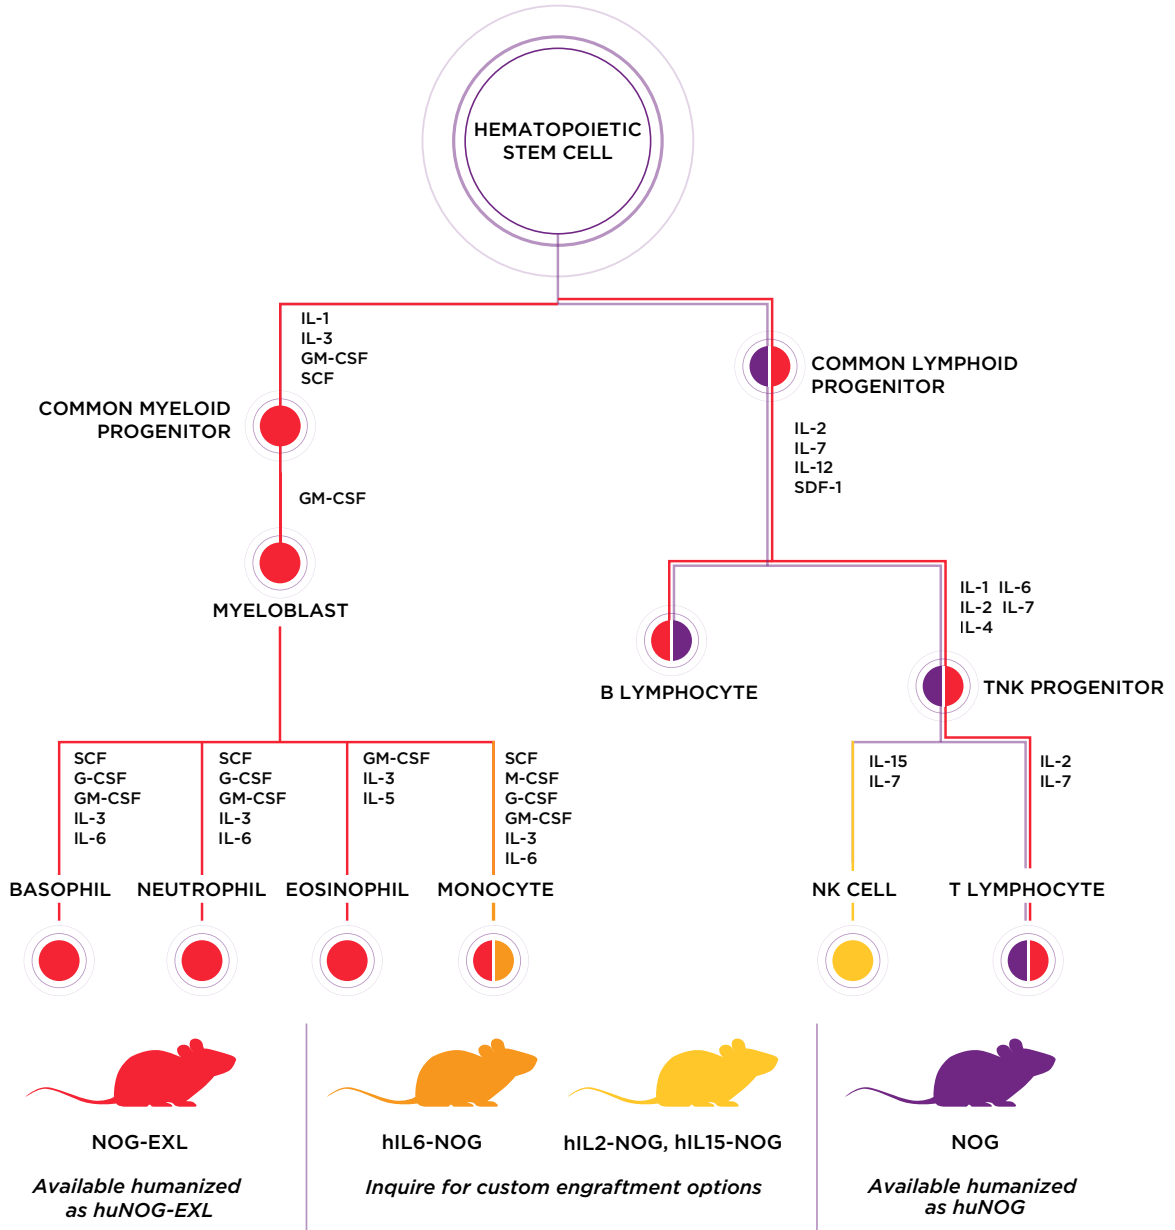 HEMATOPOIETIC
STEM CELL
IL-1
IL-3
GM-CSF
SCF
COMMON MYELOID
PROGENITOR
GM-CSF
MYELOBLAST
COMMON LYMPHOID
PROGENITOR
IL-2
IL-7
IL-12
SDF-1
B LYMPHOCYTE
IL-1 IL-6
IL-2 IL-7
IL-4
TNK PROGENITOR
SCF
G-CSF
GM-CSF
IL-3
IL-6
BASOPHIL
SCF
G-CSF
GM-CSF
IL-3
IL-6
NEUTROPHIL
GM-CSF
IL-3
IL-5
EOSINOPHIL
SCF
M-CSF
G-CSF
GM-CSF
IL-3
IL-6
MONOCYTE
IL-15
IL-7
NK CELL
IL-2
IL-7
T LYMPHOCYTE
NOG-EXL
Available humanized
as huNOG-EXL
hIL6-NOG
hIL2-NOG, hIL15-NOG
Inquire for custom engraftment options
NOG
Available humanized
as huNOG